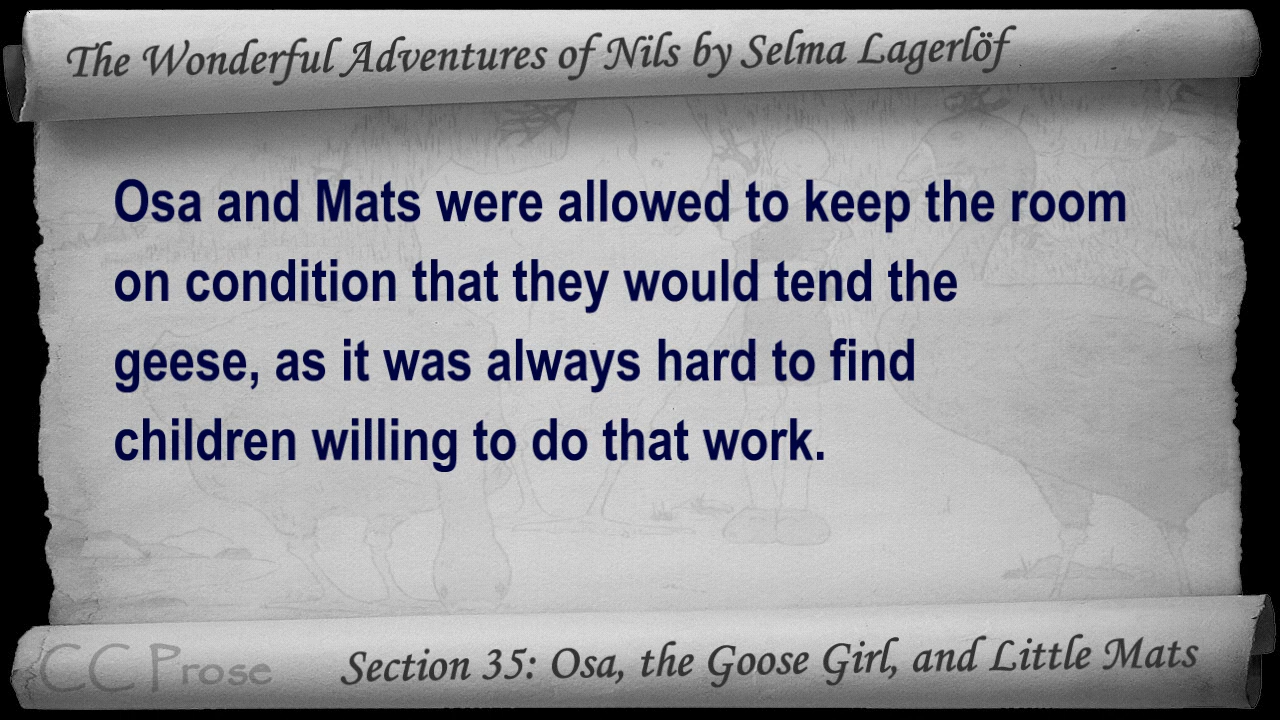 The Wonderful Adventures of Nils by Selma Lagerlöf
Osa and Mats were allowed to keep the room
on condition that they would tend the
geese, as it was always hard to find
children willing to do that work.
CC Prose
Section 35: Osa, the Goose Girl, and Little Mats